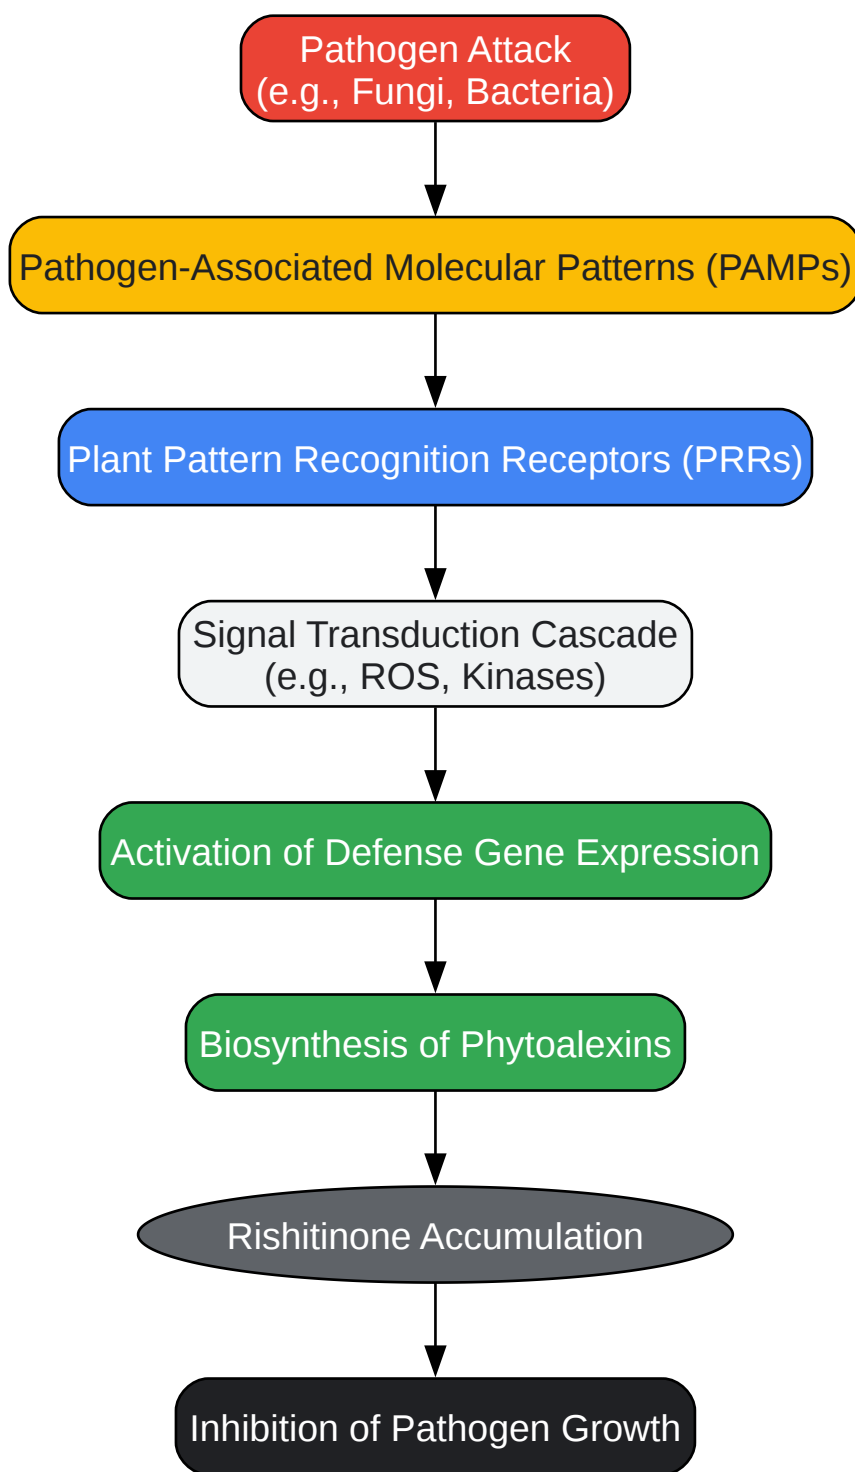 Pathogen Attack
(e.g., Fungi, Bacteria)
Pathogen-Associated Molecular Patterns (PAMPs)
Plant Pattern Recognition Receptors (PRRs)
Signal Transduction Cascade
(e.g., ROS, Kinases)
Activation of Defense Gene Expression
Biosynthesis of Phytoalexins
Rishitinone Accumulation
Inhibition of Pathogen Growth